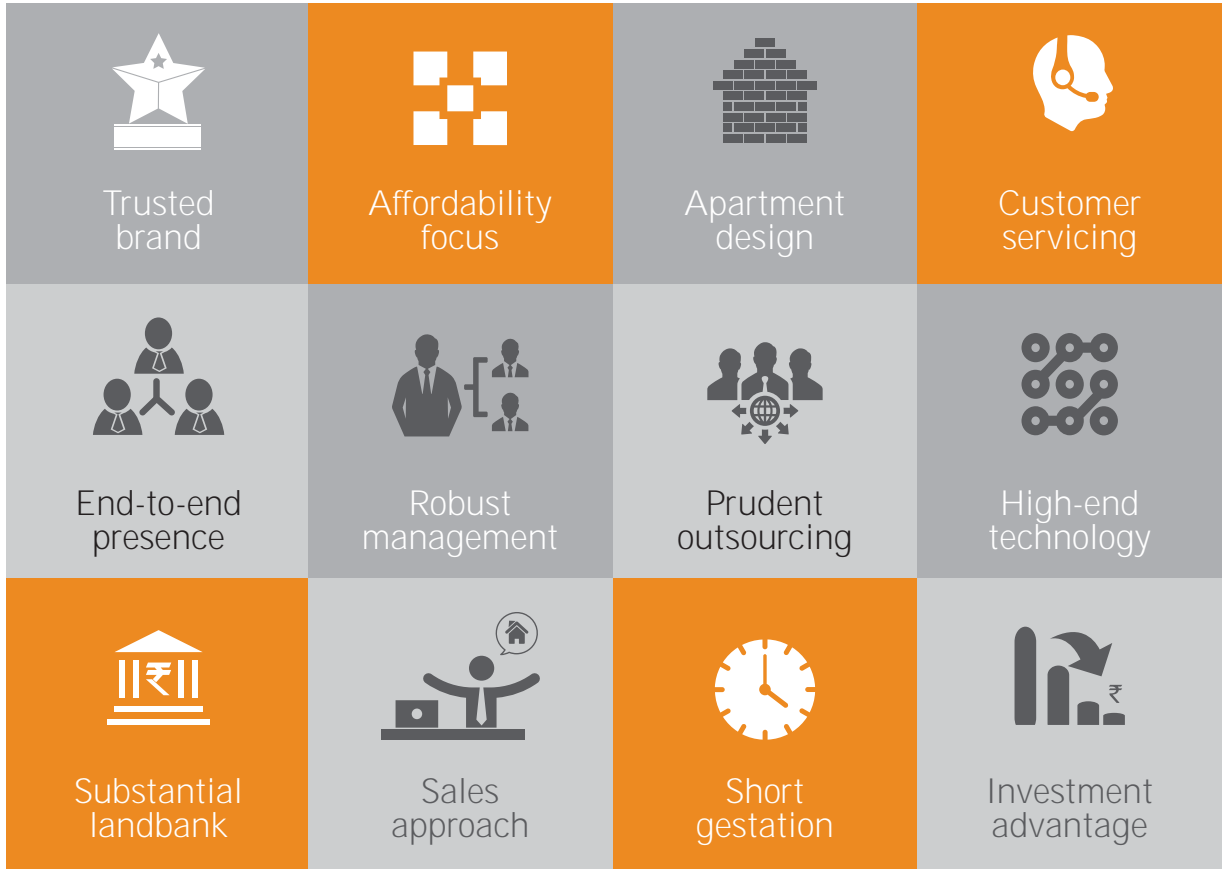 Trusted
brand
Affordability
focus
Apartment
design
Customer
servicing
End-to-end
presence
Robust
management
Prudent
outsourcing
High-end
technology
₹
Substantial
landbank
Sales
approach
Short
gestation
₹
Investment
advantage